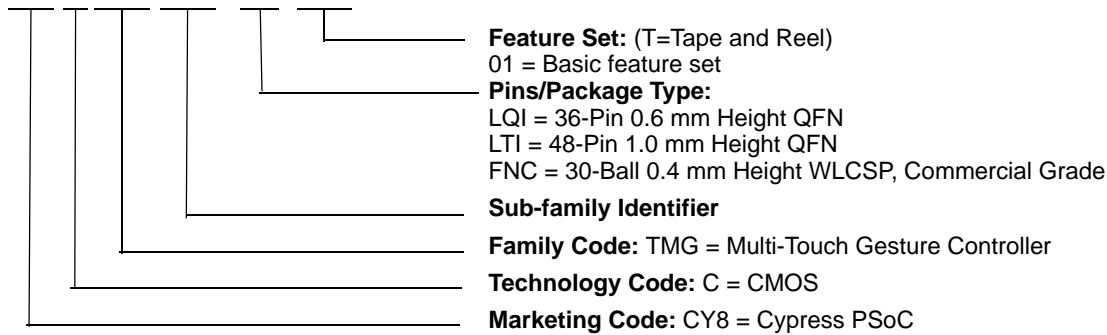 Feature Set: (T=Tape and Reel)
01 = Basic feature set
Pins/Package Type:
LQI = 36-Pin 0.6 mm Height QFN
LTI = 48-Pin 1.0 mm Height QFN
FNC = 30-Ball 0.4 mm Height WLCSP, Commercial Grade
Sub-family Identifier
Family Code: TMG = Multi-Touch Gesture Controller
Technology Code: C = CMOS
Marketing Code: CY8 = Cypress PSoC